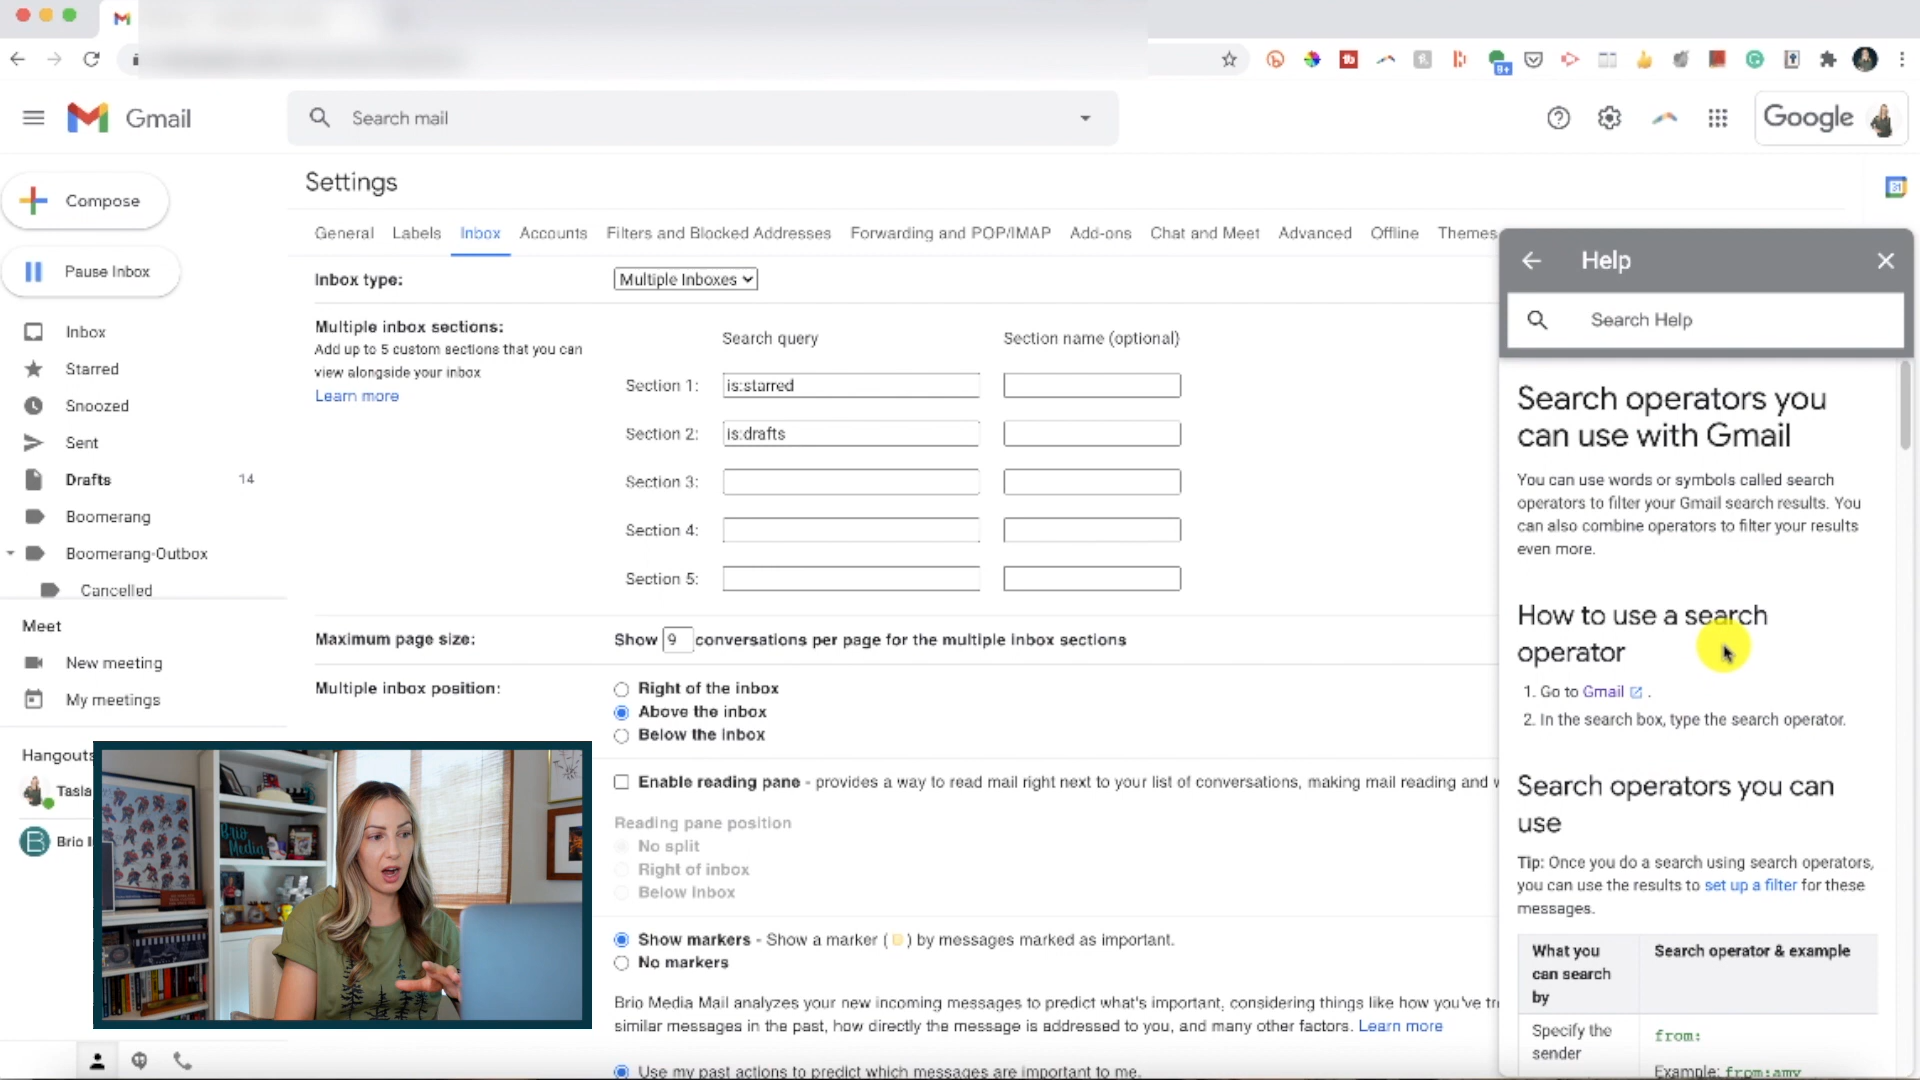 Gmail
Search mail
Google
Compose
Pause Inbox
Inbox
Starred
Snoozed
Sent
Drafts 14
Boomerang
Boomerang-Outbox
Cancelled
Meet
New meeting
My meetings
Hangouts
Tasia
Brio
Settings
General Labels Inbox Accounts Filters and Blocked Addresses Forwarding and POP/IMAP Add-ons Chat and Meet Advanced Offline Themes
Inbox type: Multiple Inboxes
Multiple inbox sections:
Add up to 5 custom sections that you can
view alongside your inbox
Learn more
Search query Section name (optional)
Section 1: is:starred
Section 2: is:drafts
Section 3:
Section 4:
Section 5:
Maximum page size: Show 9 conversations per page for the multiple inbox sections
Multiple inbox position: Right of the inbox
Above the inbox
Below the inbox
Enable reading pane - provides a way to read mail right next to your list of conversations, making mail reading and
Reading pane position
No split
Right of inbox
Below inbox
Show markers - Show a marker ( ) by messages marked as important.
No markers
Brio Media Mail analyzes your new incoming messages to predict what's important, considering things like how you've
similar messages in the past, how directly the message is addressed to you, and many other factors. Learn more
Use my past actions to predict which messages are important to me.
Help
Search Help
Search operators you
can use with Gmail
You can use words or symbols called search
operators to filter your Gmail search results. You
can also combine operators to filter your results
even more.
How to use a search
operator
1. Go to Gmail .
2. In the search box, type the search operator.
Search operators you can
use
Tip: Once you do a search using search operators,
you can use the results to set up a filter for these
messages.
What you
can search
by
Search operator & example
Specify the
sender
from:
Example: from:amy
Brio
Media